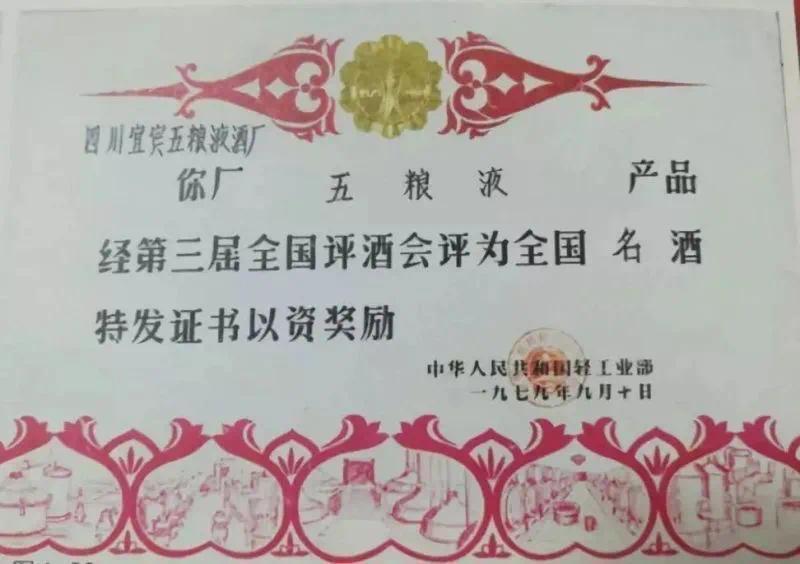 四川宜宾五粮液酒厂
你厂 五粮液 产品
经第三届全国评酒会评为全国名酒
特发证书以资奖励
中华人民共和国轻工业部
一九七九年九月十日